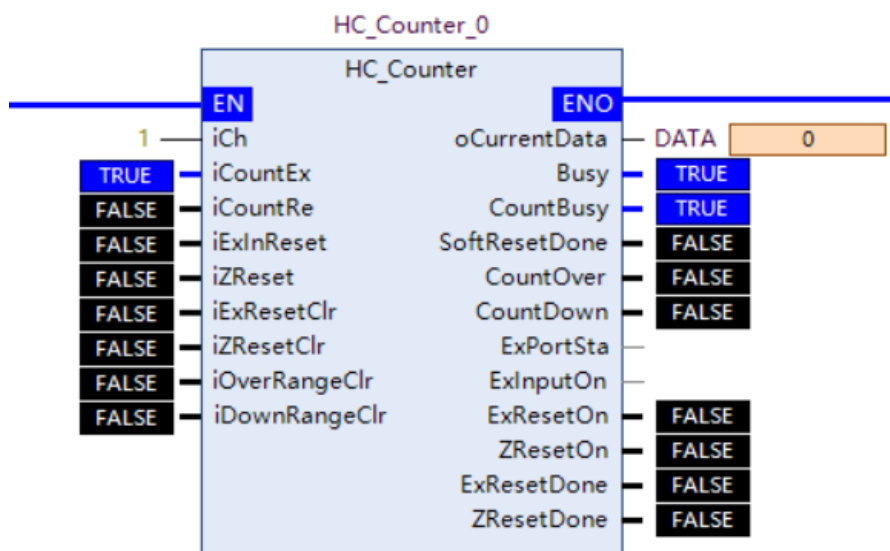 HC_Counter_0
HC_Counter
EN ENO
1 iCh oCurrentData DATA 0
TRUE iCountEx Busy TRUE
FALSE iCountRe CountBusy TRUE
FALSE iExInReset SoftResetDone FALSE
FALSE iZReset CountOver FALSE
FALSE iExResetClr CountDown FALSE
FALSE iZResetClr ExPortSta
FALSE iOverRangeClr ExInputOn
FALSE iDownRangeClr ExResetOn FALSE
ZResetOn FALSE
ExResetDone FALSE
ZResetDone FALSE